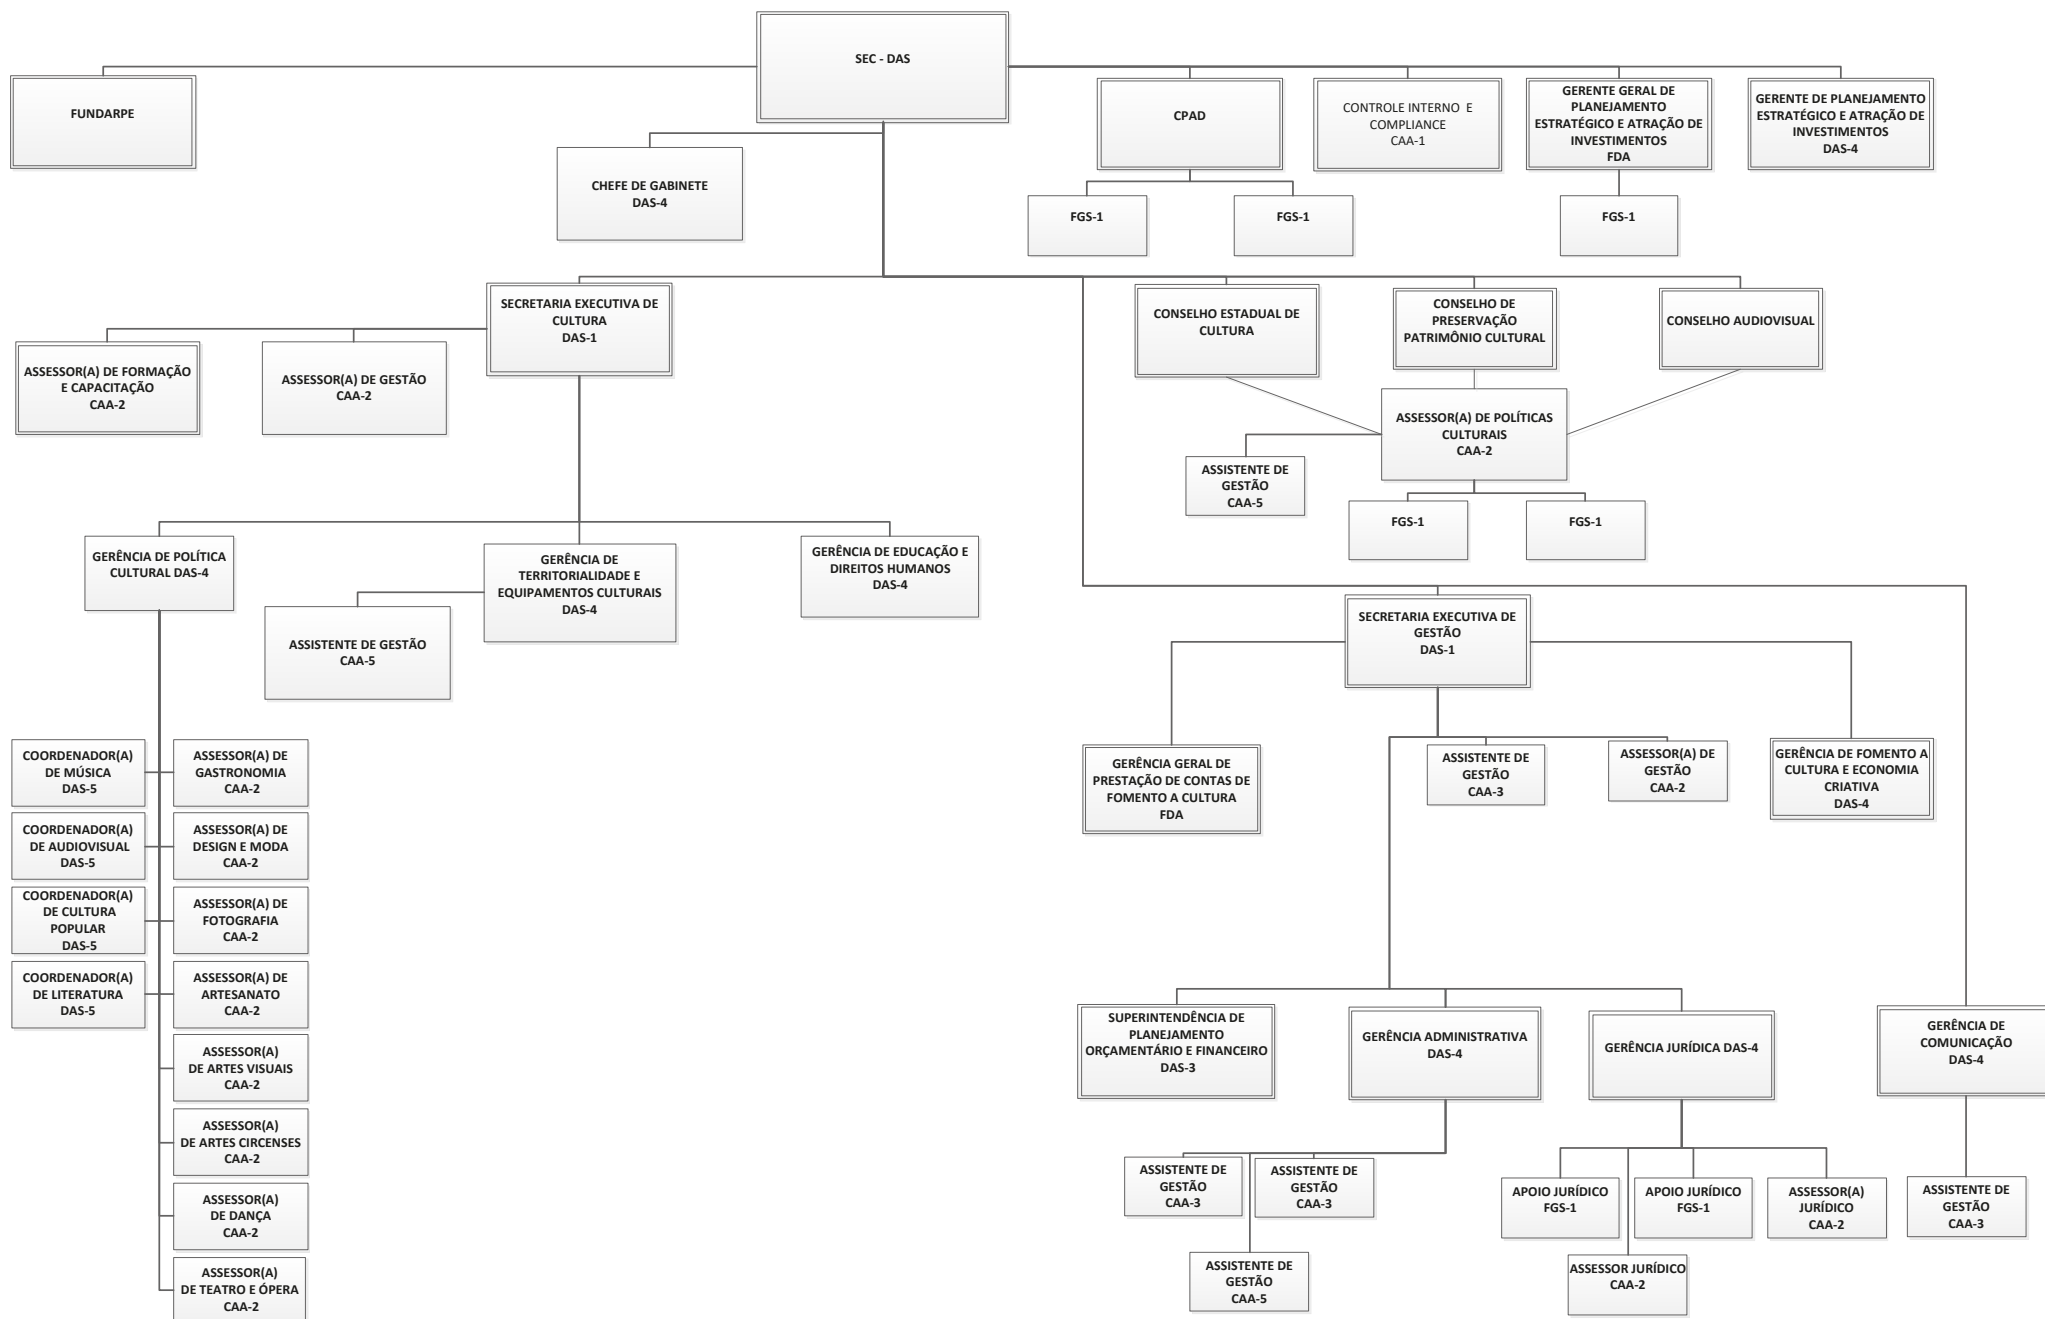 SEC - DAS
FUNDARPE
CPAD
CONTROLE INTERNO E
COMPLIANCE
CAA-1
GERENTE GERAL DE
PLANEJAMENTO
ESTRATÉGICO E ATRAÇÃO DE
INVESTIMENTOS
FDA
GERENTE DE PLANEJAMENTO
ESTRATÉGICO E ATRAÇÃO DE
INVESTIMENTOS
DAS-4
CHEFE DE GABINETE
DAS-4
FGS-1
FGS-1
FGS-1
SECRETARIA EXECUTIVA DE
CULTURA
DAS-1
CONSELHO ESTADUAL DE
CULTURA
CONSELHO DE
PRESERVAÇÃO
PATRIMÔNIO CULTURAL
CONSELHO AUDIOVISUAL
ASSESSOR(A) DE FORMAÇÃO
E CAPACITAÇÃO
CAA-2
ASSESSOR(A) DE GESTÃO
CAA-2
ASSESSOR(A) DE POLÍTICAS
CULTURAIS
CAA-2
ASSISTENTE DE
GESTÃO
CAA-5
FGS-1
FGS-1
GERÊNCIA DE POLÍTICA
CULTURAL DAS-4
GERÊNCIA DE
TERRITORIALIDADE E
EQUIPAMENTOS CULTURAIS
DAS-4
GERÊNCIA DE EDUCAÇÃO E
DIREITOS HUMANOS
DAS-4
ASSISTENTE DE GESTÃO
CAA-5
SECRETARIA EXECUTIVA DE
GESTÃO
DAS-1
COORDENADOR(A)
DE MÚSICA
DAS-5
ASSESSOR(A) DE
GASTRONOMIA
CAA-2
GERÊNCIA GERAL DE
PRESTAÇÃO DE CONTAS DE
FOMENTO A CULTURA
FDA
ASSISTENTE DE
GESTÃO
CAA-3
ASSESSOR(A) DE
GESTÃO
CAA-2
GERÊNCIA DE FOMENTO A
CULTURA E ECONOMIA
CRIATIVA
DAS-4
COORDENADOR(A)
DE AUDIOVISUAL
DAS-5
ASSESSOR(A) DE
DESIGN E MODA
CAA-2
COORDENADOR(A)
DE CULTURA
POPULAR
DAS-5
ASSESSOR(A) DE
FOTOGRAFIA
CAA-2
COORDENADOR(A)
DE LITERATURA
DAS-5
ASSESSOR(A) DE
ARTESANATO
CAA-2
ASSESSOR(A)
DE ARTES VISUAIS
CAA-2
ASSESSOR(A)
DE ARTES CIRCENSES
CAA-2
ASSESSOR(A)
DE DANÇA
CAA-2
ASSESSOR(A)
DE TEATRO E ÓPERA
CAA-2
SUPERINTENDÊNCIA DE
PLANEJAMENTO
ORÇAMENTÁRIO E FINANCEIRO
DAS-3
GERÊNCIA ADMINISTRATIVA
DAS-4
GERÊNCIA JURÍDICA DAS-4
GERÊNCIA DE
COMUNICAÇÃO
DAS-4
ASSISTENTE DE
GESTÃO
CAA-3
ASSISTENTE DE
GESTÃO
CAA-3
ASSISTENTE DE
GESTÃO
CAA-5
APOIO JURÍDICO
FGS-1
APOIO JURÍDICO
FGS-1
ASSESSOR(A)
JURÍDICO
CAA-2
ASSESSOR JURÍDICO
CAA-2
ASSISTENTE DE
GESTÃO
CAA-3